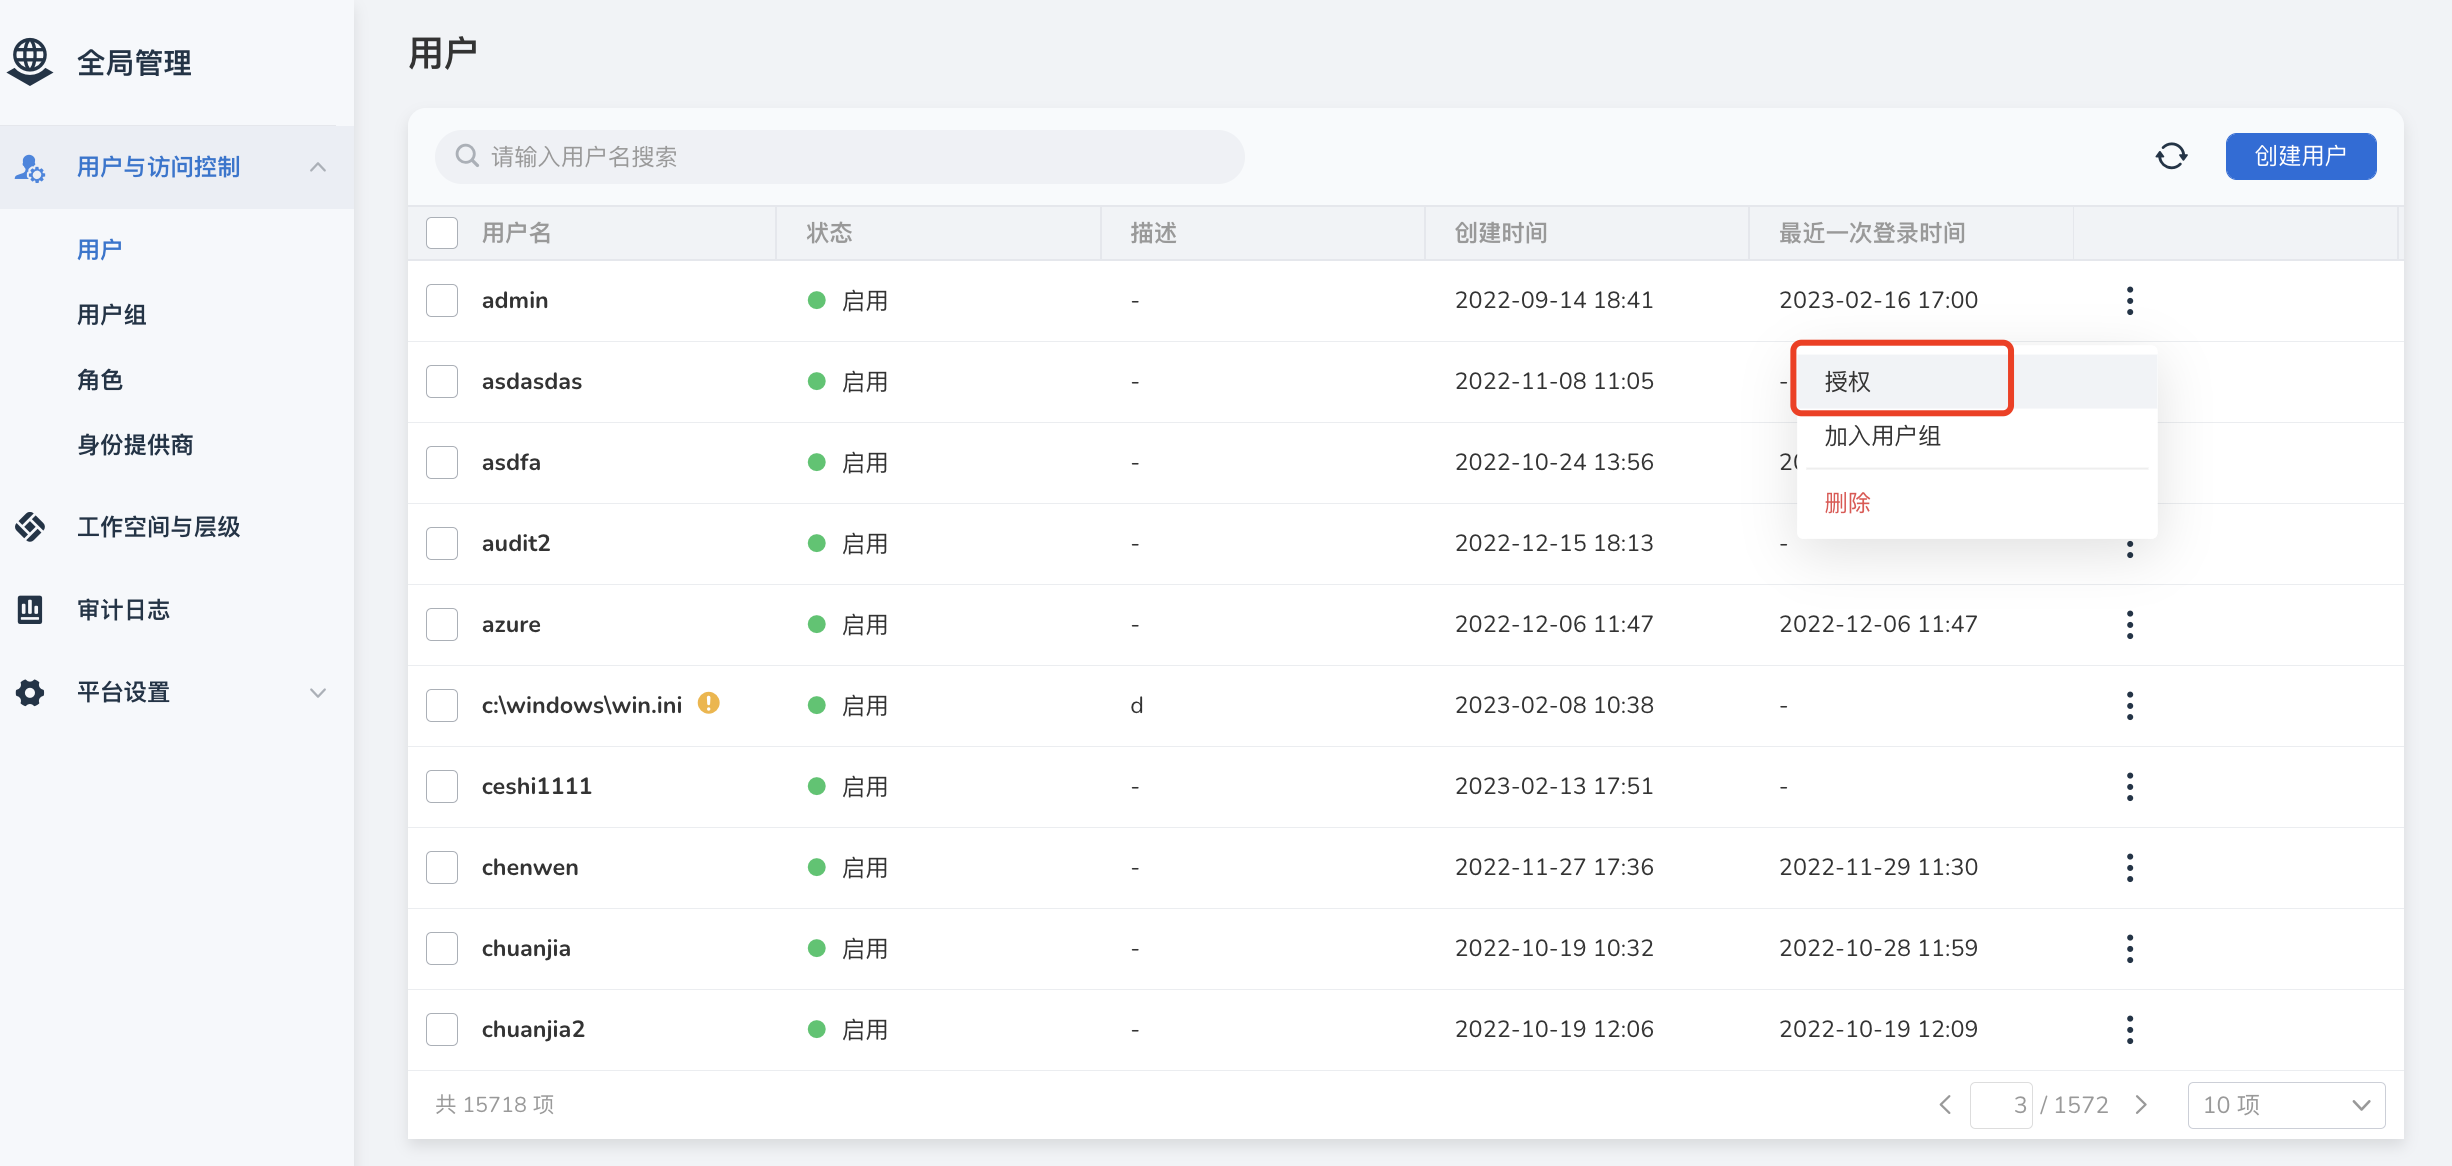 全局管理
用户与访问控制
用户
用户组
角色
身份提供商
工作空间与层级
审计日志
平台设置
用户
请输入用户名搜索
创建用户
用户名 状态 描述 创建时间 最近一次登录时间
admin 启用 - 2022-09-14 18:41 2023-02-16 17:00
asdasdas 启用 - 2022-11-08 11:05 -
授权
加入用户组
删除
asdfa 启用 - 2022-10-24 13:56
audit2 启用 - 2022-12-15 18:13 -
azure 启用 - 2022-12-06 11:47 2022-12-06 11:47
c:\windows\win.ini 启用 d 2023-02-08 10:38 -
ceshi1111 启用 - 2023-02-13 17:51 -
chenwen 启用 - 2022-11-27 17:36 2022-11-29 11:30
chuanjia 启用 - 2022-10-19 10:32 2022-10-28 11:59
chuanjia2 启用 - 2022-10-19 12:06 2022-10-19 12:09
共 15718 项
3 / 1572
10 项